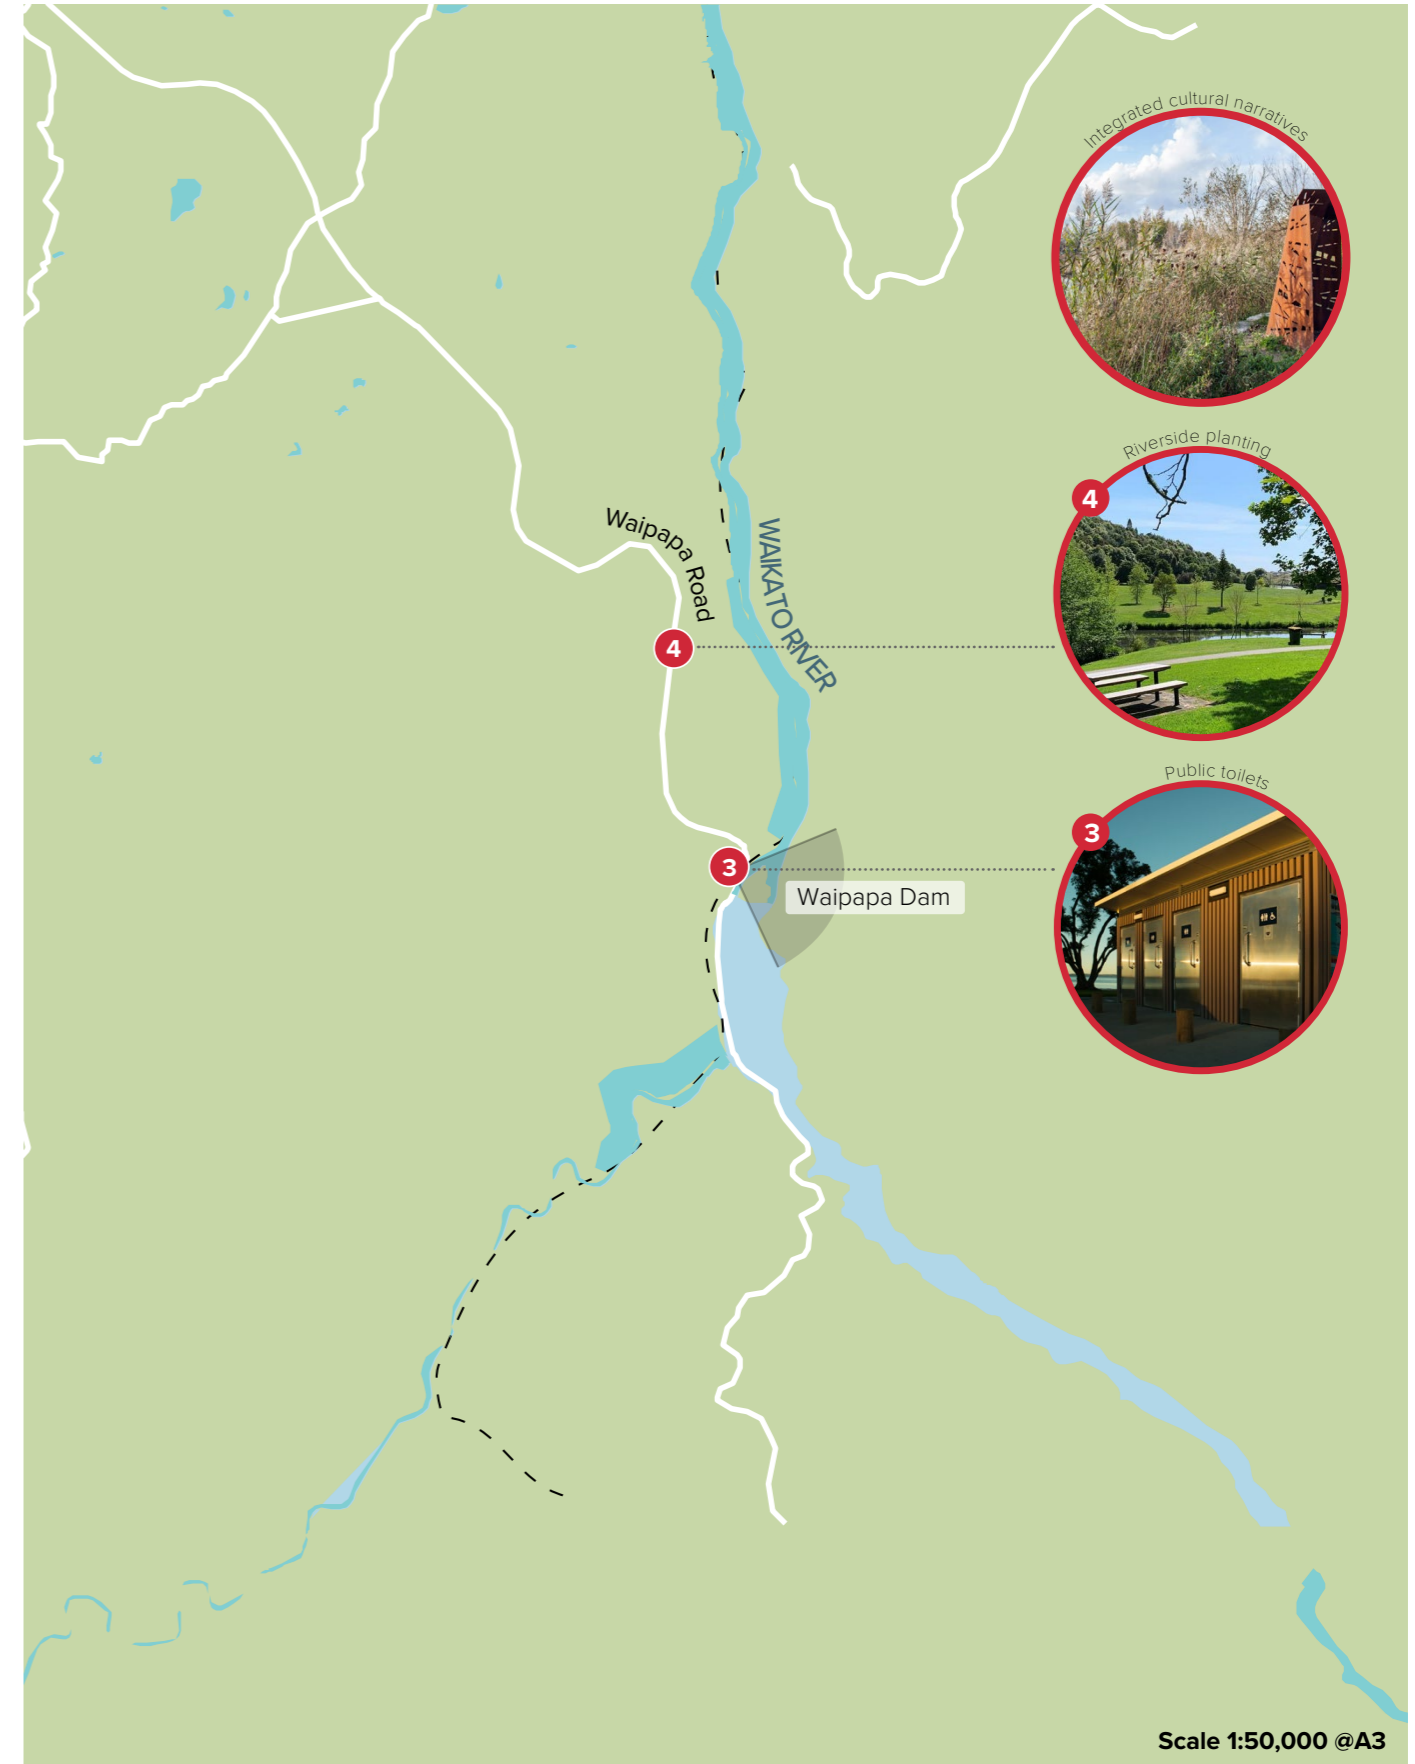 Integrated cultural narratives
Riverside planting
4
Waipapa Road
WAIKATO RIVER
4
Public toilets
3
3
Waipapa Dam
Scale 1:50,000 @A3